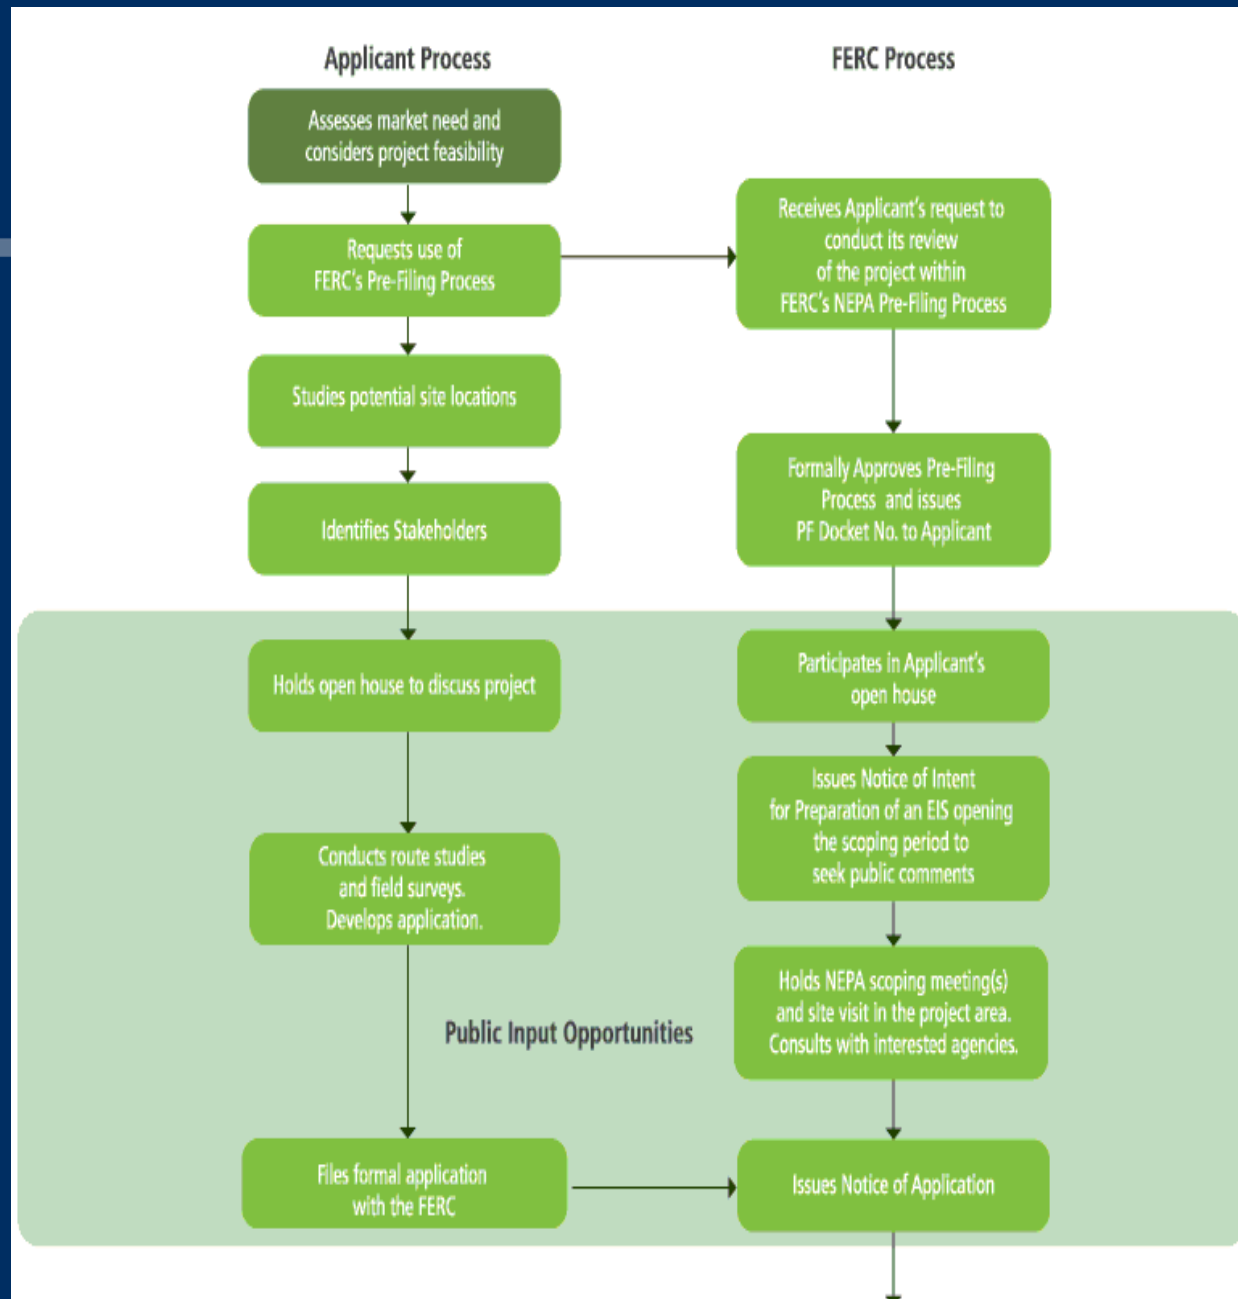 Applicant Process
Assesses market need and
considers project feasibility
Requests use of
FERC's Pre-Filing Process
Studies potential site locations
Identifies Stakeholders
Holds open house to discuss project
Conducts route studies
and field surveys.
Develops application.
Files formal application
with the FERC
FERC Process
Receives Applicant's request to
conduct its review
of the project within
FERC's NEPA Pre-Filing Process
Formally Approves Pre-Filing
Process and issues
PF Docket No. to Applicant
Participates in Applicant's
open house
Issues Notice of Intent
for Preparation of an EIS opening
the scoping period to
seek public comments
Holds NEPA scoping meeting(s)
and site visit in the project area.
Consults with interested agencies.
Issues Notice of Application
Public Input Opportunities